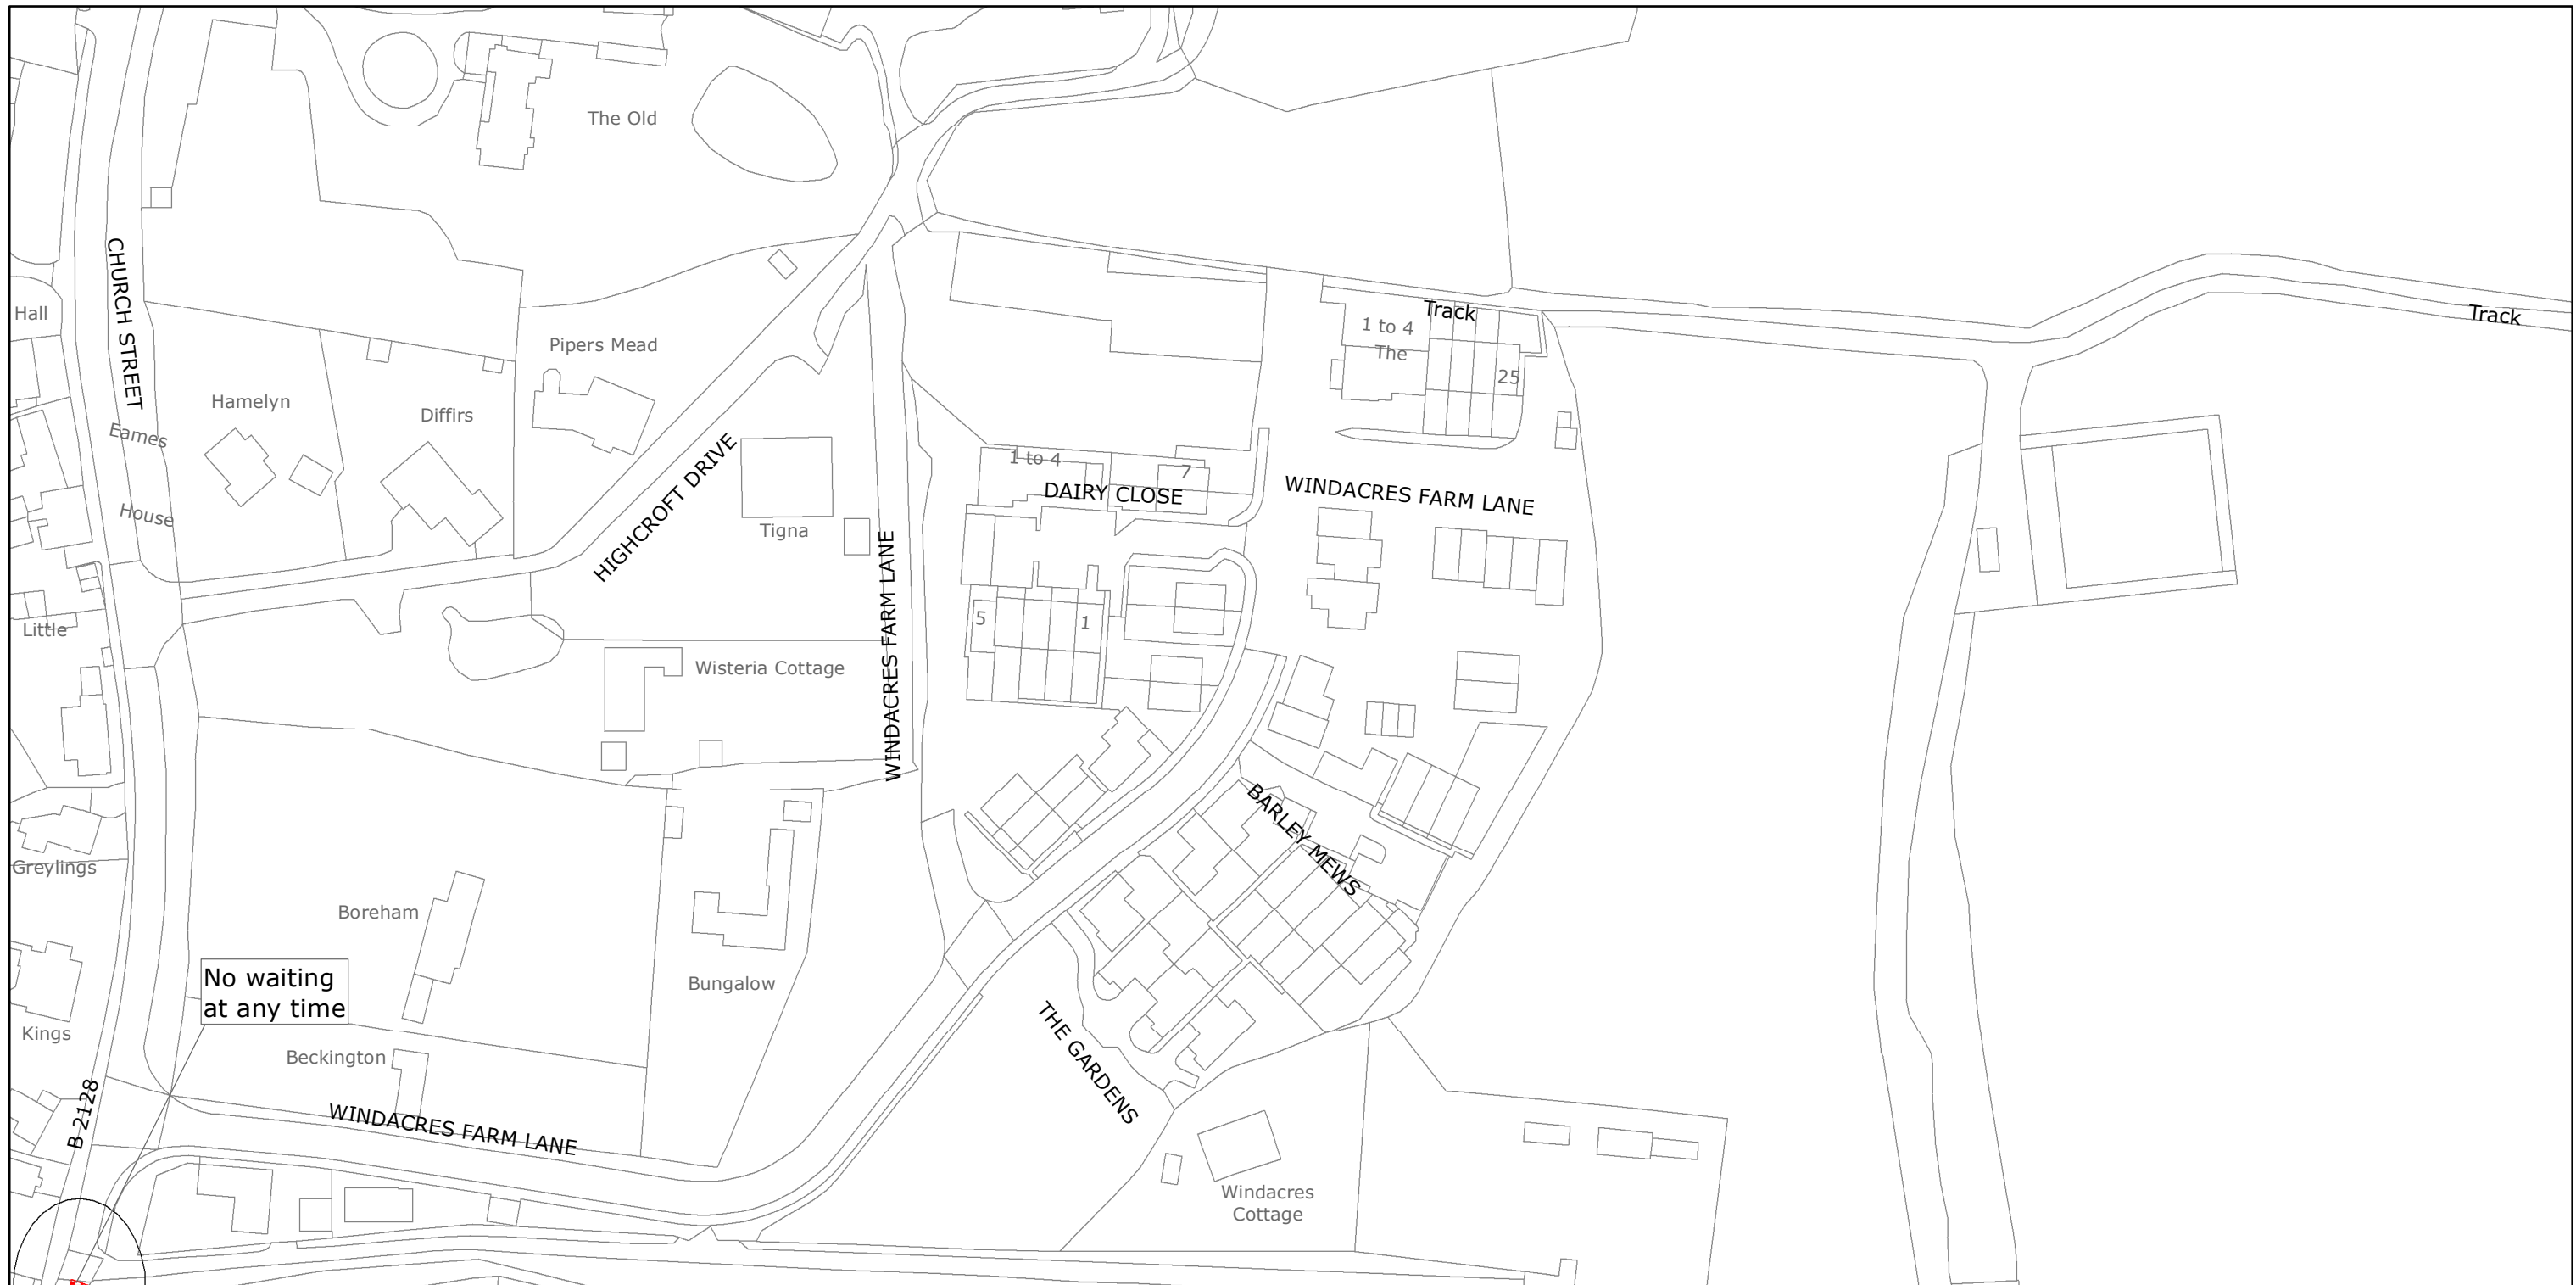 The Old
CHURCH STREET
Hall
Track
Track
1 to 4
The
25
Pipers Mead
Hamelyn
Diffirs
Eames
House
HIGHCROFT DRIVE
Tigna
1 to 4
7
DAIRY CLOSE
WINDACRES FARM LANE
WINDACRES FARM LANE
5
1
Little
Wisteria Cottage
BARLEY MEWS
Greylings
Boreham
No waiting
at any time
Bungalow
Kings
Beckington
THE GARDENS
B 2128
WINDACRES FARM LANE
Windacres
Cottage